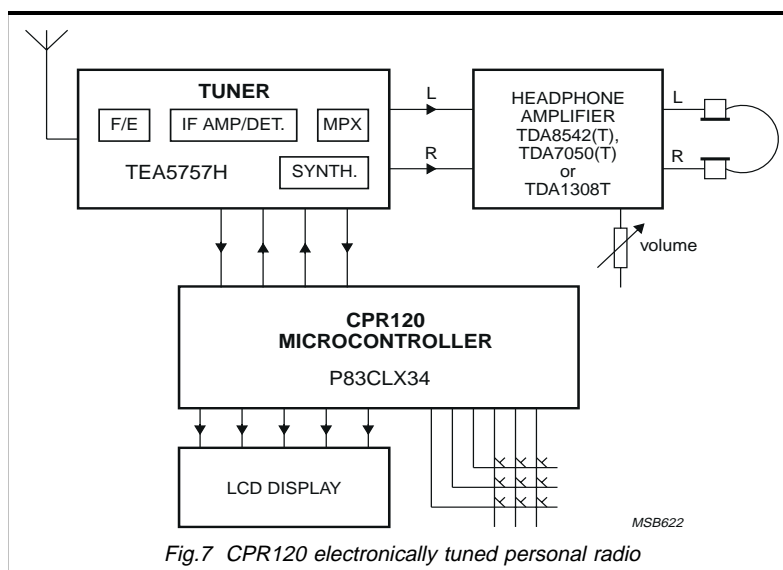 TUNER
F/E
IF AMP/DET.
MPX
TEA5757H
SYNTH.
L
R
HEADPHONE
AMPLIFIER
TDA8542(T),
TDA7050(T)
or
TDA1308T
L
R
volume
CPR120
MICROCONTROLLER
P83CLX34
LCD DISPLAY
MSB622
Fig.7 CPR120 electronically tuned personal radio